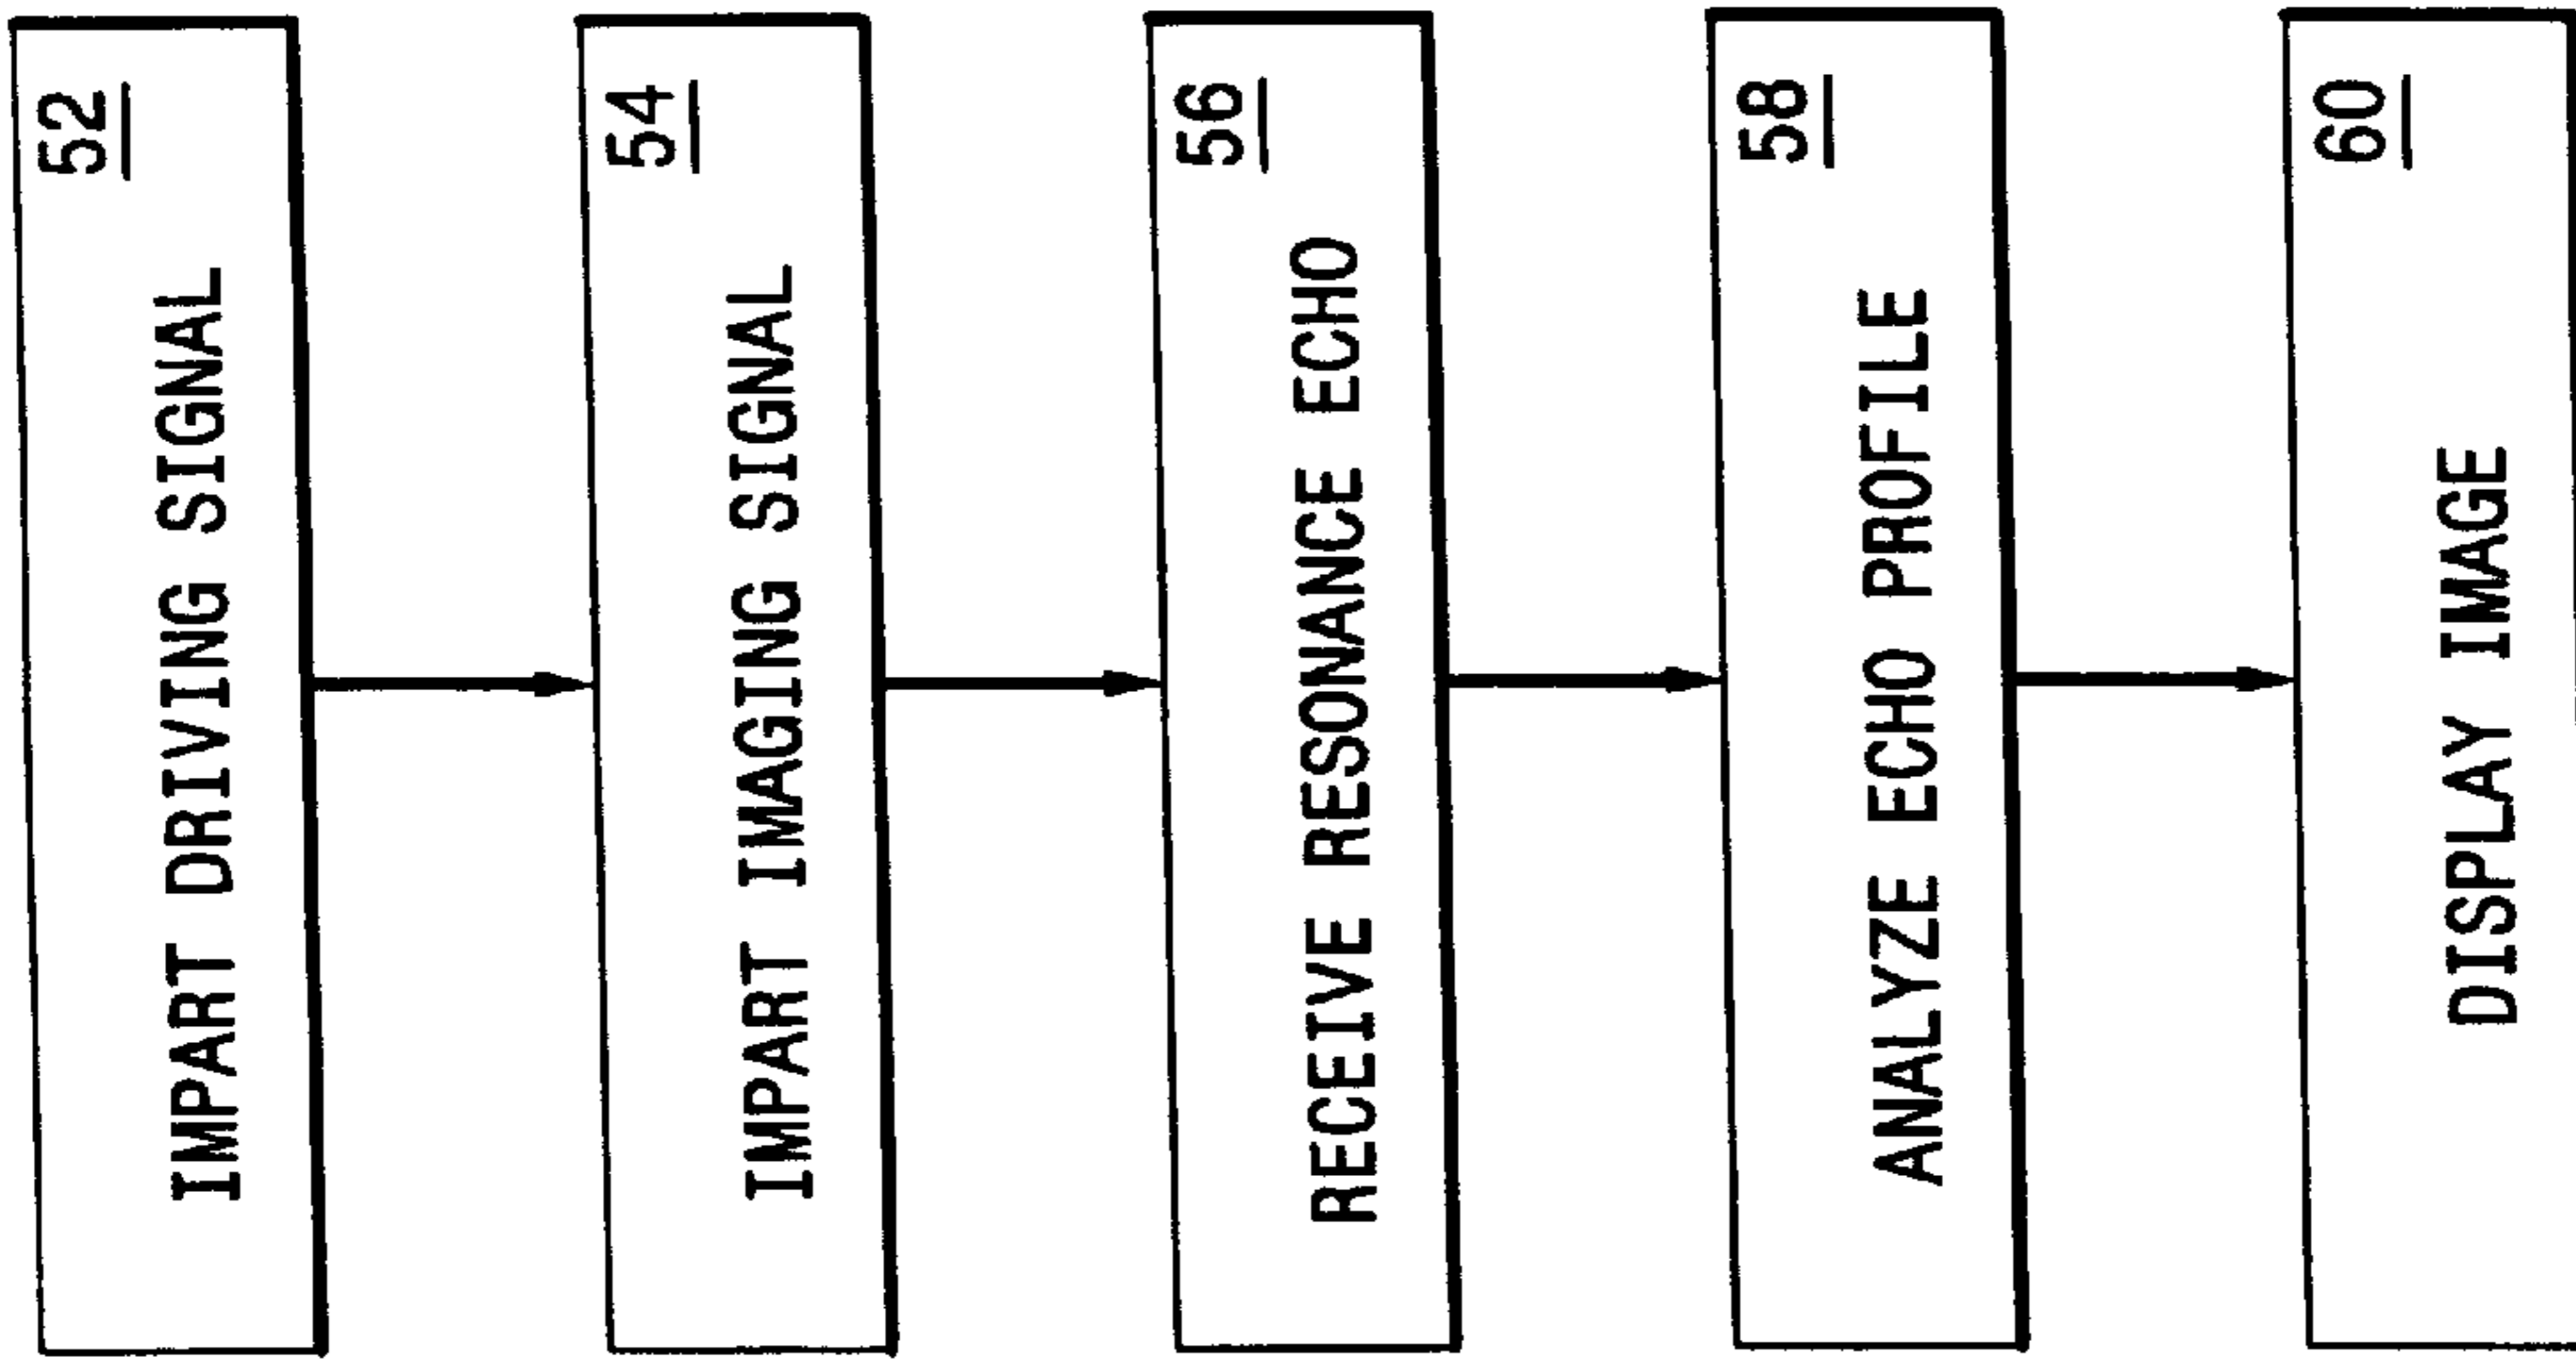 52
IMPART DRIVING SIGNAL
54
IMPART IMAGING SIGNAL
56
RECEIVE RESONANCE ECHO
58
ANALYZE ECHO PROFILE
60
DISPLAY IMAGE